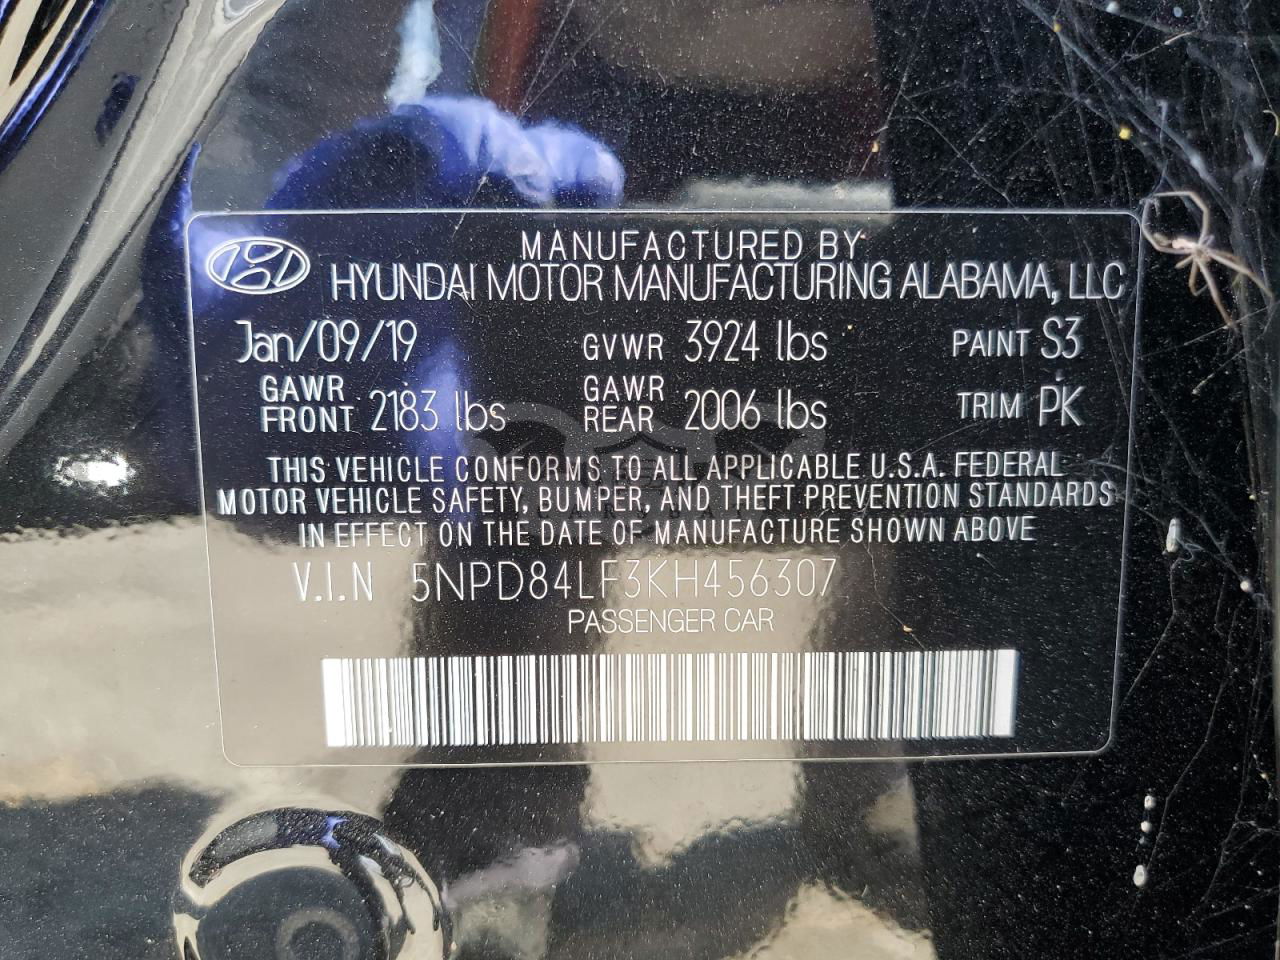 MANUFACTURED BY
HYUNDAI MOTOR MANUFACTURING ALABAMA, LLC
Jan/09/19 GVWR 3924 lbs PAINT S3
GAWR FRONT 2183 lbs GAWR REAR 2006 lbs TRIM PK
THIS VEHICLE CONFORMS TO ALL APPLICABLE U.S.A. FEDERAL
MOTOR VEHICLE SAFETY, BUMPER, AND THEFT PREVENTION STANDARDS
IN EFFECT ON THE DATE OF MANUFACTURE SHOWN ABOVE
V.I.N 5NPD84LF3KH456307
PASSENGER CAR